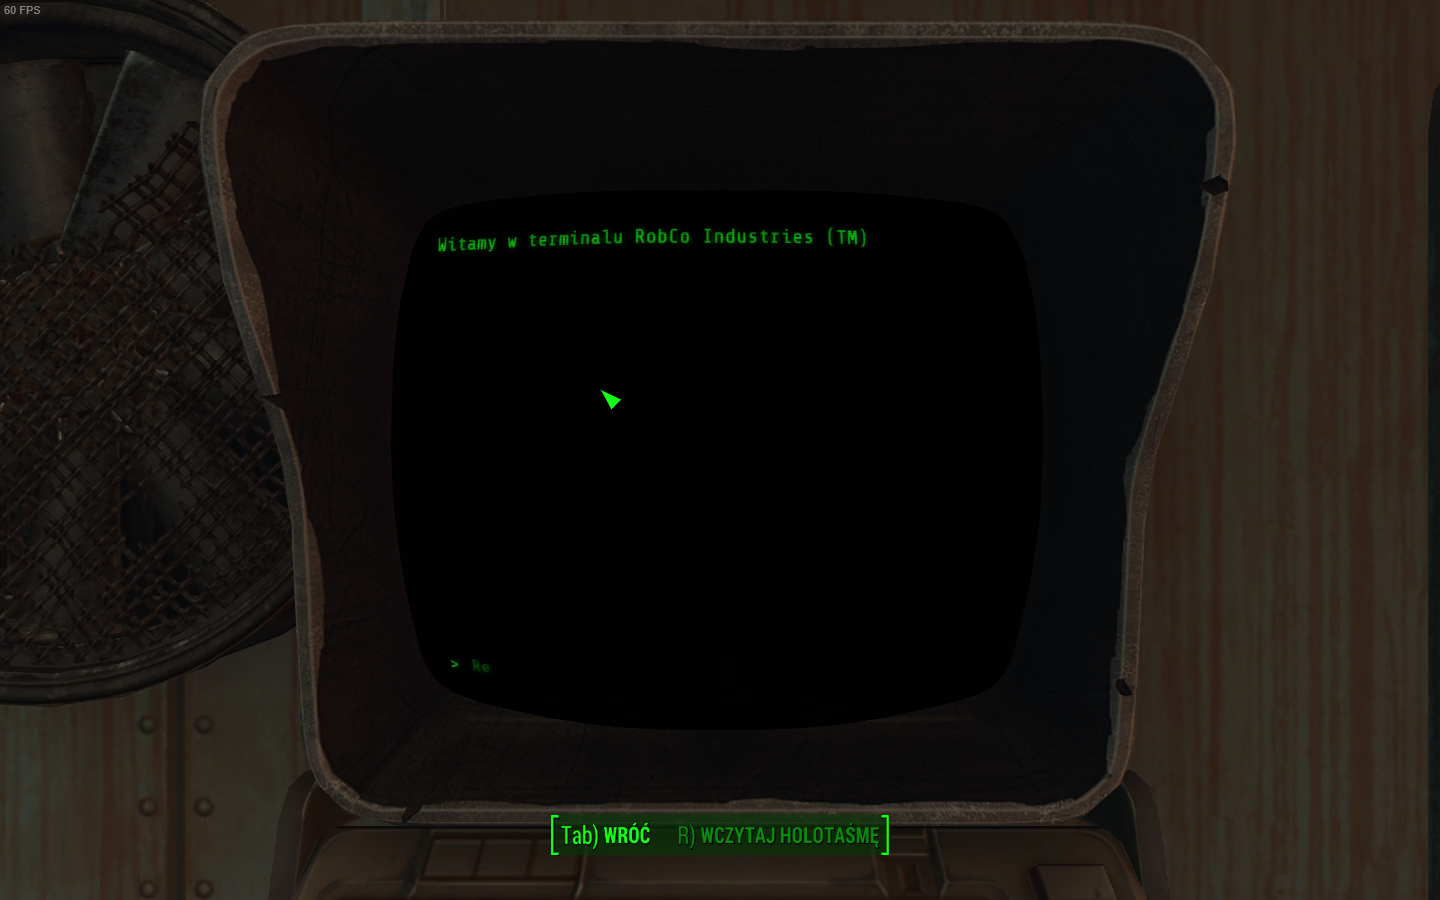 60 FPS
Witamy w terminalu RobCo Industries (TM)
> Re
Tab) WRÓĆ R) WCZYTAJ HOLOTAŚMĘ